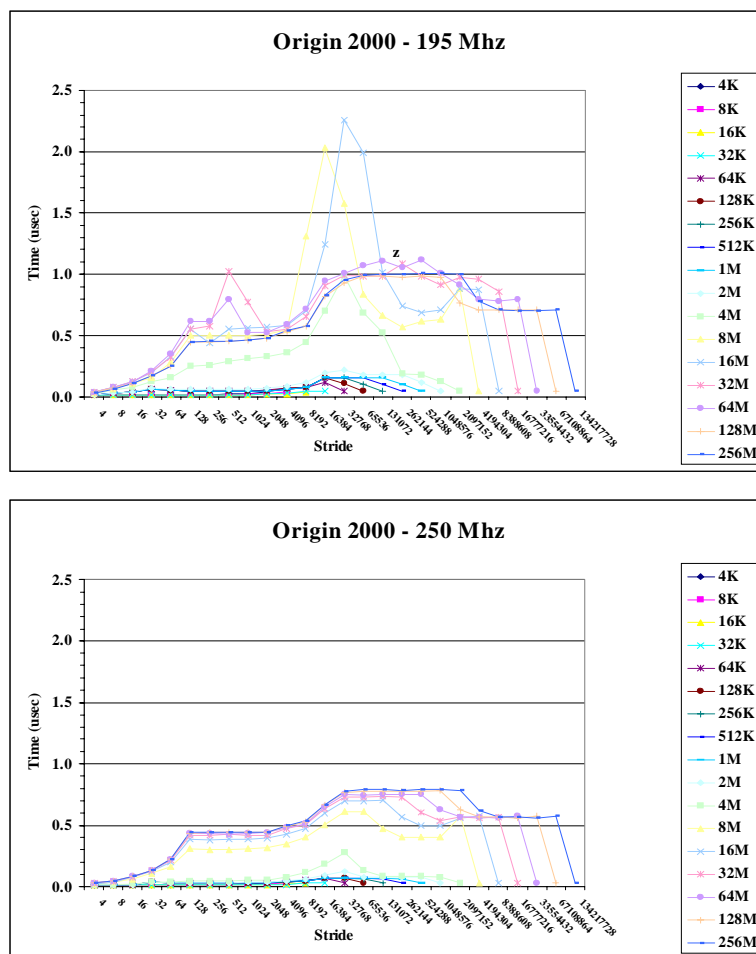 Origin 2000 - 195 Mhz
2.5
2.0
1.5
1.0
0.5
0.0
Time (usec)
z
4
8
16
32
64
128
256
512
1024
2048
4096
8192
16384
32768
65536
131072
262144
524288
1048576
2097152
4194304
8388608
16777216
33554432
67108864
134217728
Stride
4K
8K
16K
32K
64K
128K
256K
512K
1M
2M
4M
8M
16M
32M
64M
128M
256M
Origin 2000 - 250 Mhz
2.5
2.0
1.5
1.0
0.5
0.0
Time (usec)
4
8
16
32
64
128
256
512
1024
2048
4096
8192
16384
32768
65536
131072
262144
524288
1048576
2097152
4194304
8388608
16777216
33554432
67108864
134217728
Stride
4K
8K
16K
32K
64K
128K
256K
512K
1M
2M
4M
8M
16M
32M
64M
128M
256M